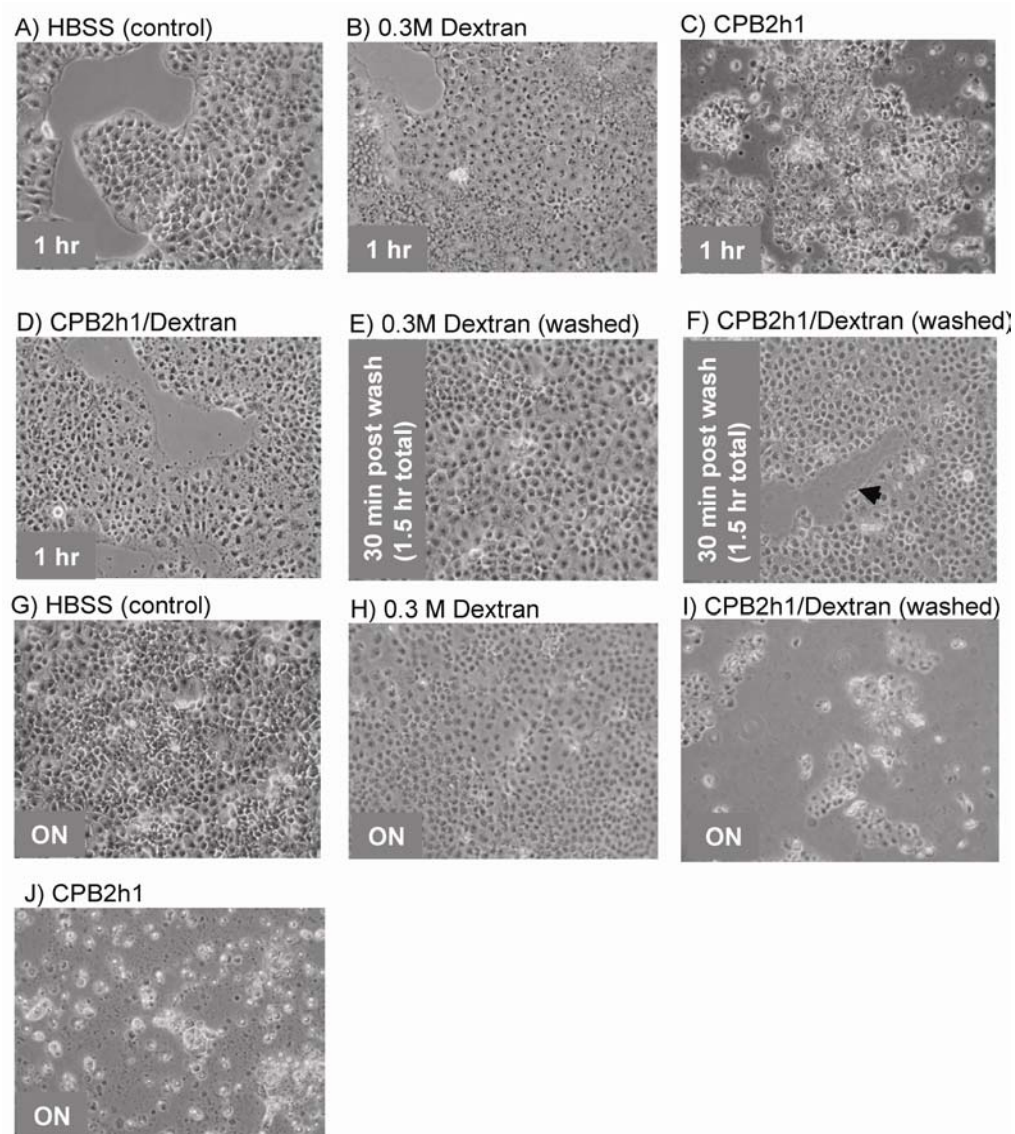 A) HBSS (control)
B) 0.3M Dextran
C) CPB2h1
1 hr
1 hr
1 hr
D) CPB2h1/Dextran
E) 0.3M Dextran (washed)
F) CPB2h1/Dextran (washed)
1 hr
30 min post wash
(1.5 hr total)
30 min post wash
(1.5 hr total)
G) HBSS (control)
H) 0.3 M Dextran
I) CPB2h1/Dextran (washed)
ON
ON
ON
J) CPB2h1
ON